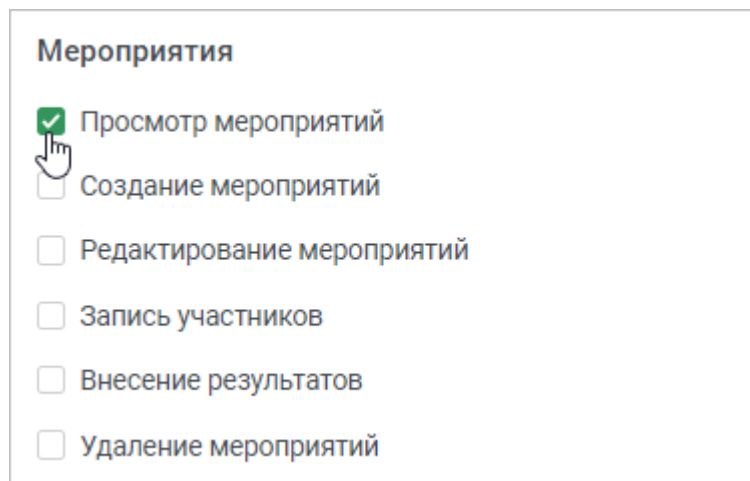 Мероприятия
Просмотр мероприятий
Создание мероприятий
Редактирование мероприятий
Запись участников
Внесение результатов
Удаление мероприятий